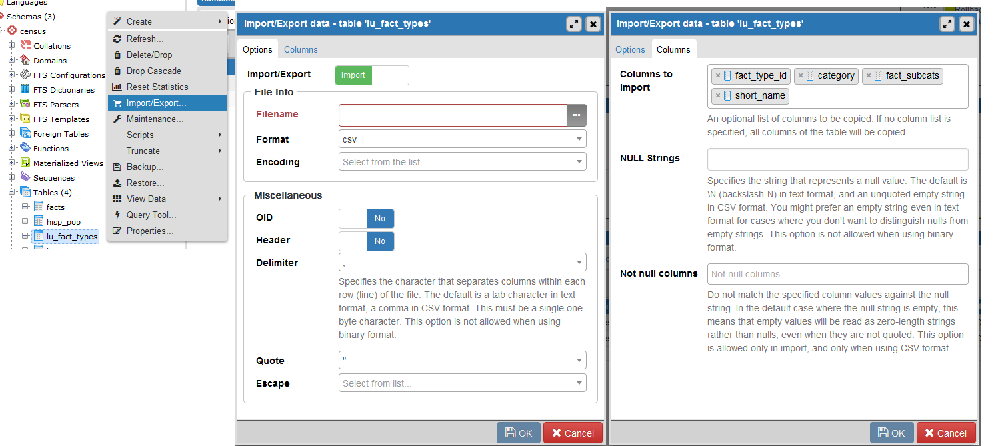 Languages
Schemas (3)
census
Collations
Domains
FTS Configurations
FTS Dictionaries
FTS Parsers
FTS Templates
Foreign Tables
Functions
Materialized Views
Sequences
Tables (4)
facts
hisp_pop
lu_fact_types
Create
Refresh...
Delete/Drop
Drop Cascade
Reset Statistics
Import/Export...
Maintenance...
Scripts
Truncate
Backup...
Restore...
View Data
Query Tool...
Properties...
Import/Export data - table 'lu_fact_types'
Options Columns
Import/Export Import
File Info
Filename
Format csv
Encoding Select from the list
Miscellaneous
OID No
Header No
Delimiter ;
Specifies the character that separates columns within each
row (line) of the file. The default is a tab character in text
format, a comma in CSV format. This must be a single one-
byte character. This option is not allowed when using
binary format.
Quote "
Escape Select from list...
OK Cancel
Import/Export data - table 'lu_fact_types'
Options Columns
Columns to
import
× fact_type_id × category × fact_subcats
× short_name
An optional list of columns to be copied. If no column list is
specified, all columns of the table will be copied.
NULL Strings
Specifies the string that represents a null value. The default is
\N (backslash-N) in text format, and an unquoted empty string
in CSV format. You might prefer an empty string even in text
format for cases where you don't want to distinguish nulls from
empty strings. This option is not allowed when using binary
format.
Not null columns Not null columns...
Do not match the specified column values against the null
string. In the default case where the null string is empty, this
means that empty values will be read as zero-length strings
rather than nulls, even when they are not quoted. This option
is allowed only in import, and only when using CSV format.
OK Cancel